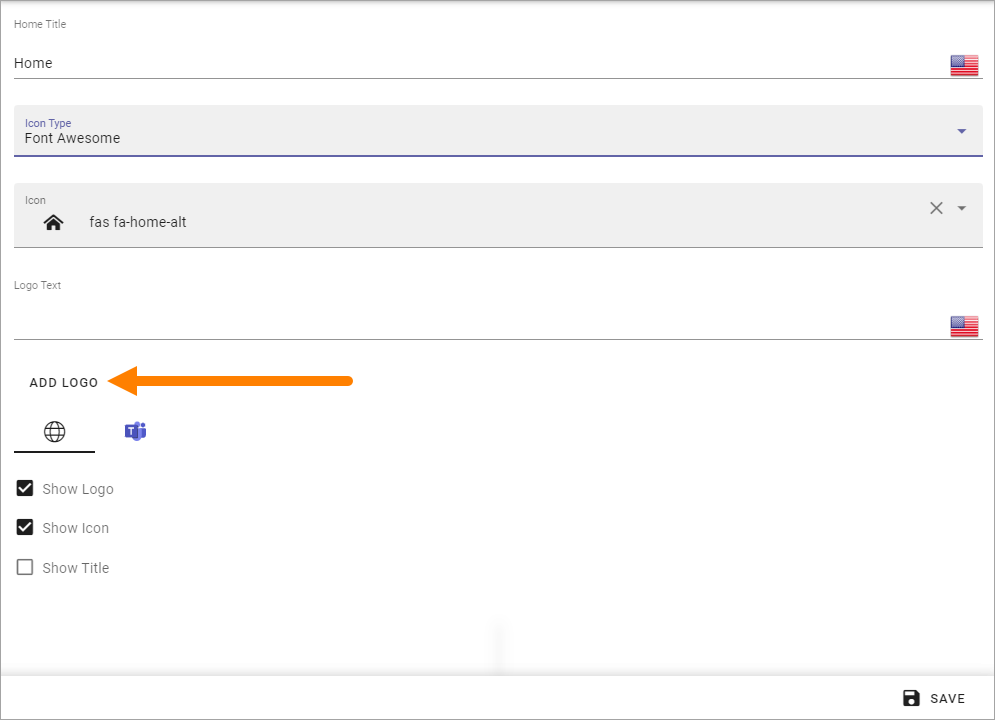 Home Title
Home
Icon Type
Font Awesome
Icon
fas fa-home-alt
Logo Text
ADD LOGO
Show Logo
Show Icon
Show Title
SAVE